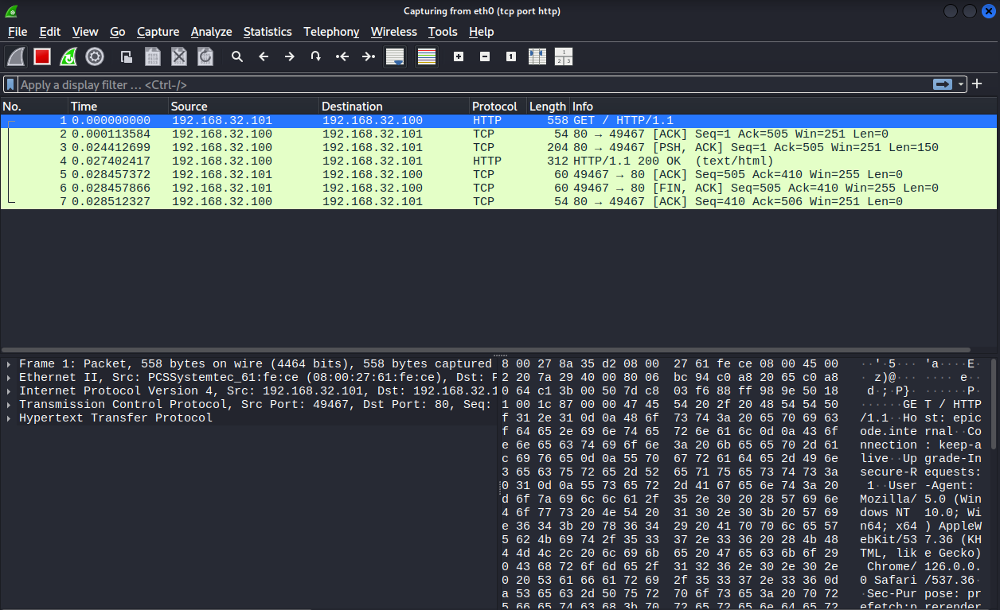 Capturing from eth0 (tcp port http)
File Edit View Go Capture Analyze Statistics Telephony Wireless Tools Help
Apply a display filter … <Ctrl-/>
No. Time Source Destination Protocol Length Info
1 0.000000000 192.168.32.101 192.168.32.100 HTTP 558 GET / HTTP/1.1
2 0.000113584 192.168.32.100 192.168.32.101 TCP 54 80 → 49467 [ACK] Seq=1 Ack=505 Win=251 Len=0
3 0.024412699 192.168.32.100 192.168.32.101 TCP 204 80 → 49467 [PSH, ACK] Seq=1 Ack=505 Win=251 Len=150
4 0.027402417 192.168.32.100 192.168.32.101 HTTP 312 HTTP/1.1 200 OK (text/html)
5 0.028457372 192.168.32.101 192.168.32.100 TCP 60 49467 → 80 [ACK] Seq=505 Ack=410 Win=255 Len=0
6 0.028457866 192.168.32.101 192.168.32.100 TCP 60 49467 → 80 [FIN, ACK] Seq=505 Ack=410 Win=255 Len=0
7 0.028512327 192.168.32.100 192.168.32.101 TCP 54 80 → 49467 [ACK] Seq=410 Ack=506 Win=251 Len=0
Frame 1: Packet, 558 bytes on wire (4464 bits), 558 bytes captured
Ethernet II, Src: PCSSystemtec_61:fe:ce (08:00:27:61:fe:ce), Dst: P
Internet Protocol Version 4, Src: 192.168.32.101, Dst: 192.168.32.1
Transmission Control Protocol, Src Port: 49467, Dst Port: 80, Seq:
Hypertext Transfer Protocol
8 00 27 8a 35 d2 08 00 27 61 fe ce 08 00 45 00 ··'·5··· 'a····E·
2 20 7a 29 40 00 80 06 bc 94 c0 a8 20 65 c0 a8 · z)@··· ···· e··
0 64 c1 3b 00 50 7d c8 03 f6 88 ff 98 9e 50 18 d·;·P}· ······P·
1 00 1c 87 00 00 47 45 54 20 2f 20 48 54 54 50 ······GE T / HTTP
f 31 2e 31 0d 0a 48 6f 73 74 3a 20 65 70 69 63 /1.1··Ho st: epic
f 64 65 2e 69 6e 74 65 72 6e 61 6c 0d 0a 43 6f ode.inte rnal··Co
e 6e 65 63 74 69 6f 6e 3a 20 6b 65 65 70 2d 61 nnection : keep-a
c 69 76 65 0d 0a 55 70 67 72 61 64 65 2d 49 6e live··Up grade-In
3 65 63 75 72 65 2d 52 65 71 75 65 73 74 73 3a secure-R equests:
0 31 0d 0a 55 73 65 72 2d 41 67 65 6e 74 3a 20 1··User -Agent:
d 6f 7a 69 6c 6c 61 2f 35 2e 30 20 28 57 69 6e Mozilla/ 5.0 (Win
4 6f 77 73 20 4e 54 20 31 30 2e 30 3b 20 57 69 dows NT 10.0; Wi
e 36 34 3b 20 78 36 34 29 20 41 70 70 6c 65 57 n64; x64 ) AppleW
5 62 4b 69 74 2f 35 33 37 2e 33 36 20 28 4b 48 ebKit/53 7.36 (KH
4 4d 4c 2c 20 6c 69 6b 65 20 47 65 63 6b 6f 29 TML, lik e Gecko)
0 43 68 72 6f 6d 65 2f 31 32 36 2e 30 2e 30 2e Chrome/ 126.0.0.
0 20 53 61 66 61 72 69 2f 35 33 37 2e 33 36 0d 0 Safari /537.36·
a 53 65 63 2d 50 75 72 70 6f 73 65 3a 20 70 72 ·Sec-Pur pose: pr
5 66 65 74 63 68 3b 70 72 65 72 65 6e 64 65 72 efetch;p rerender